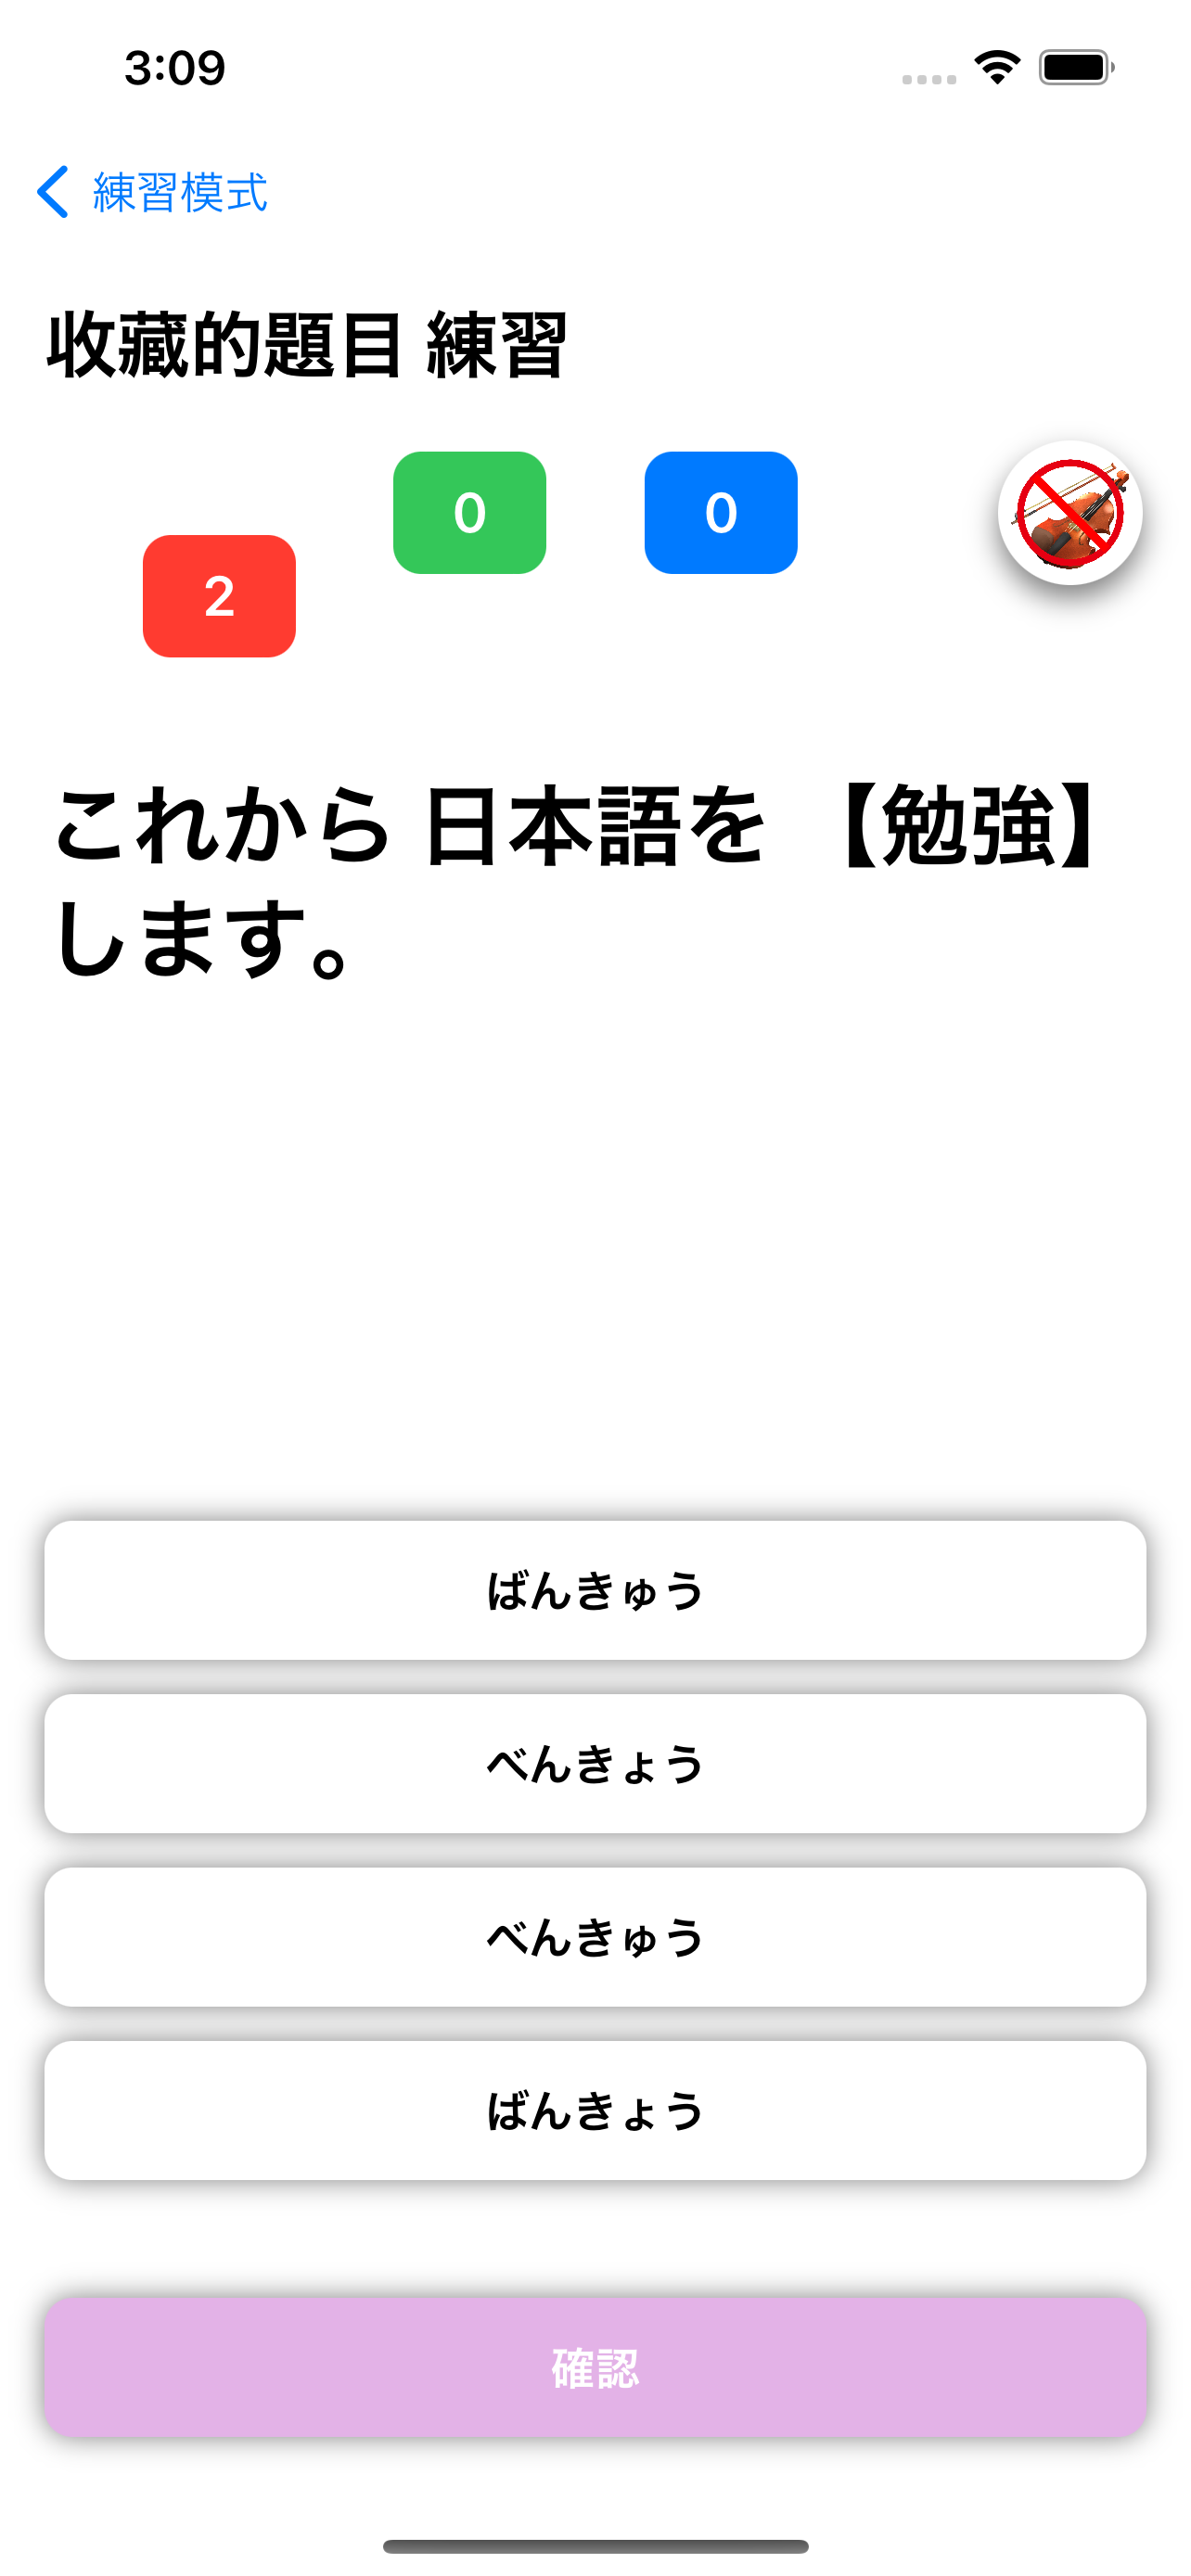 3:09
練習模式
收藏的題目 練習
0
0
2
これから 日本語を 【勉強】
します。
ばんきゅう
べんきょう
べんきゅう
ばんきょう
確認